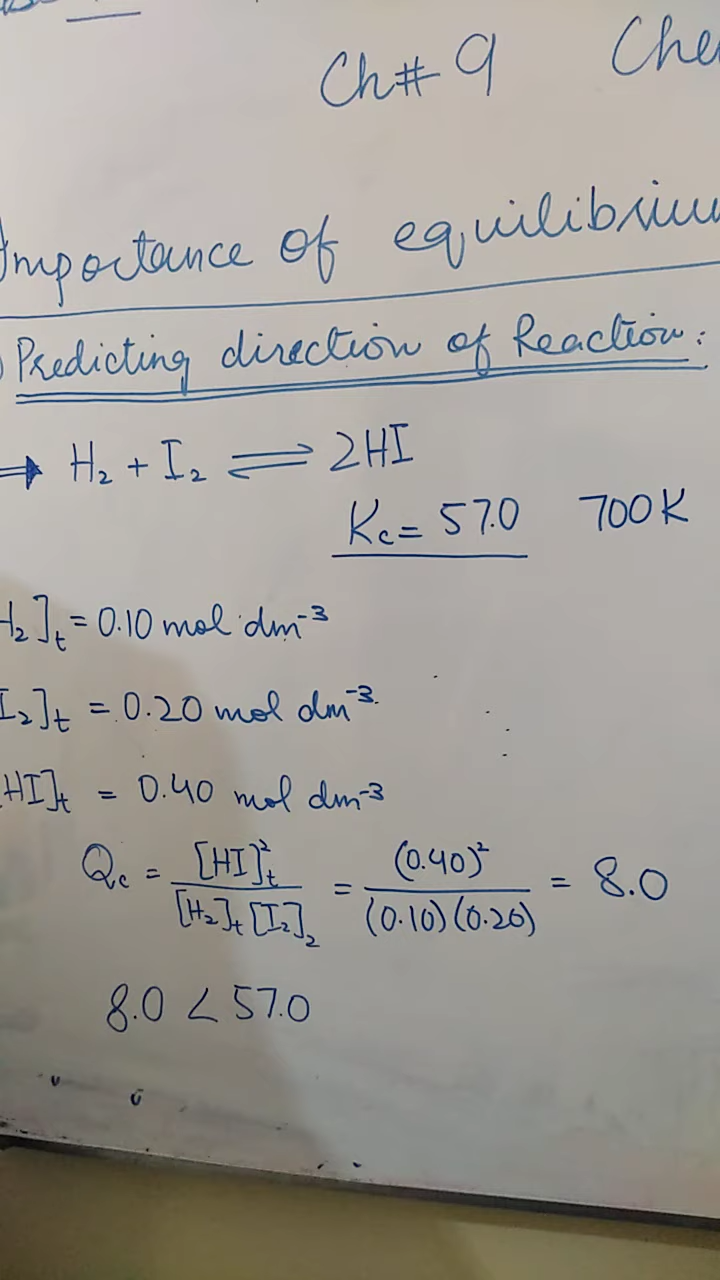 Ch# 9 Che
Importance of equilibriu
) Predicting direction of Reaction:
⇒ H₂ + I₂ ⇌ 2HI
Kc = 57.0 700K
H₂]t = 0.10 mol dm⁻³
I₂]t = 0.20 mol dm⁻³
[HI]t = 0.40 mol dm⁻³
Qc = [HI]t² / [H₂]t [I₂]₂ = (0.40)² / (0.10)(0.20) = 8.0
8.0 < 57.0